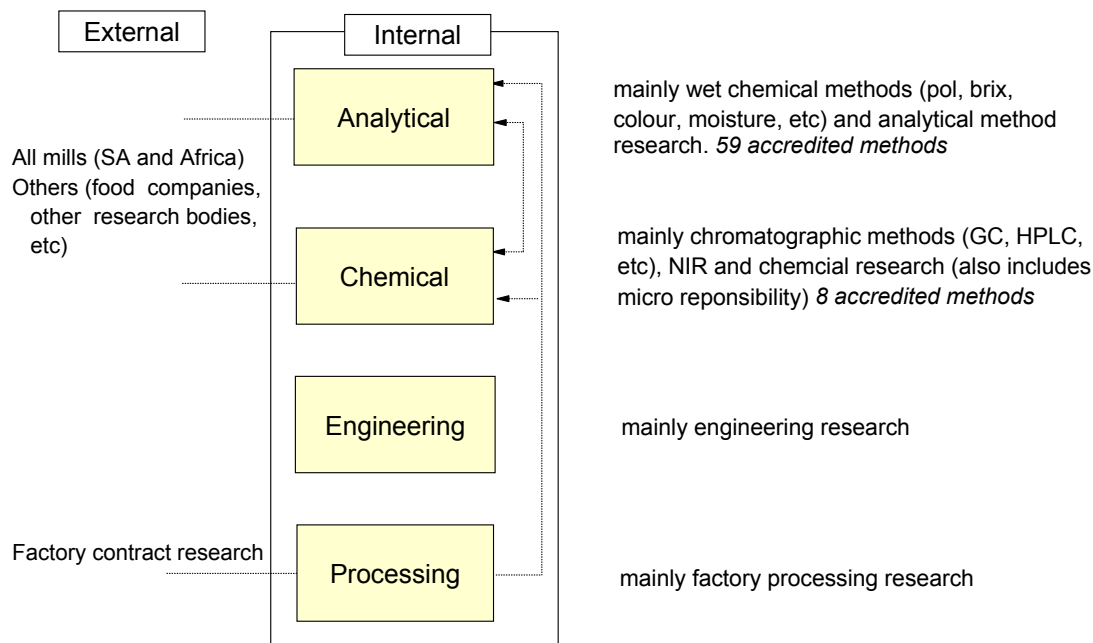 External
Internal
Analytical
mainly wet chemical methods (pol, brix,
colour, moisture, etc) and analytical method
research. 59 accredited methods
All mills (SA and Africa)
Others (food companies,
other research bodies,
etc)
Chemical
mainly chromatographic methods (GC, HPLC,
etc), NIR and chemcial research (also includes
micro reponsibility) 8 accredited methods
Engineering
mainly engineering research
Factory contract research
Processing
mainly factory processing research